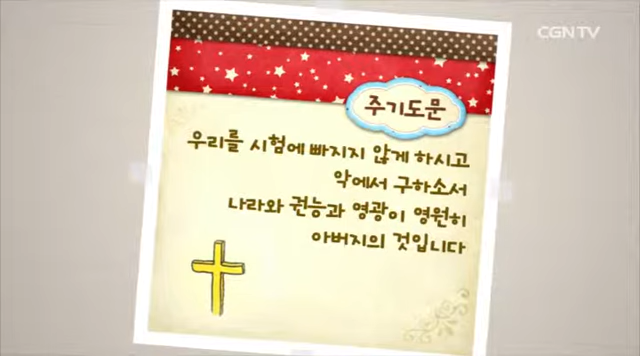 CGNTV
주기도문
우리를 시험에 빠지지 않게 하시고
악에서 구하소서
나라와 권능과 영광이 영원히
아버지의 것입니다